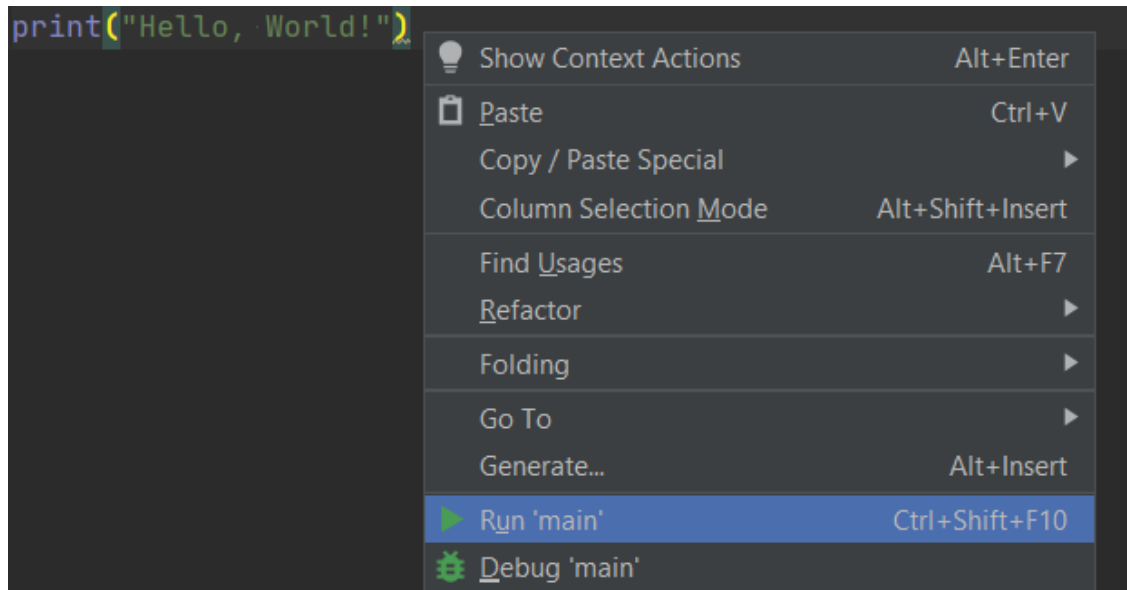 print("Hello, World!")
Show Context Actions Alt+Enter
Paste Ctrl+V
Copy / Paste Special
Column Selection Mode Alt+Shift+Insert
Find Usages Alt+F7
Refactor
Folding
Go To
Generate... Alt+Insert
Run 'main' Ctrl+Shift+F10
Debug 'main'